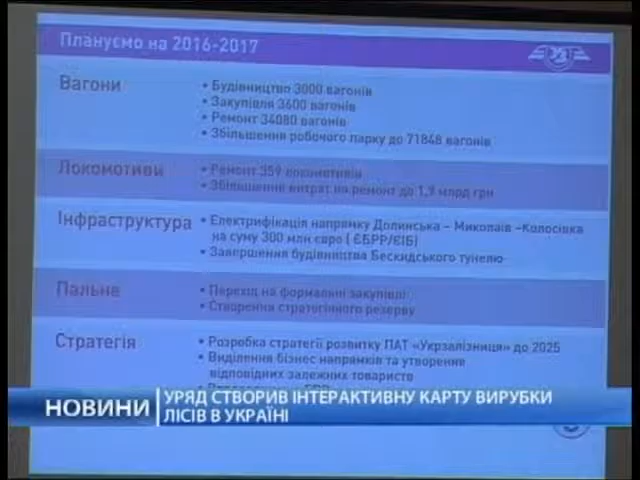 Плануємо на 2016-2017
Вагони
• Будівництво 3000 вагонів
• Закупівля 3600 вагонів
• Ремонт 34080 вагонів
• Збільшення робочого парку до 71848 вагонів
Локомотиви
• Ремонт 359 локомотивів
• Збільшення витрат на ремонт до 1,9 млрд грн
Інфраструктура
• Електрифікація напрямку Долинська – Миколаїв –Колосівка
на суму 300 млн євро ( ЄБРР/ЄІБ)
• Завершення будівництва Бескидського тунелю
Пальне
• Перехід на формальні закупівлі
• Створення стратегічного резерву
Стратегія
• Розробка стратегії розвитку ПАТ «Укрзалізниця» до 2025
• Виділення бізнес напрямків та утворення
відповідних залежних товариств
НОВИНИ
УРЯД СТВОРИВ ІНТЕРАКТИВНУ КАРТУ ВИРУБКИ
ЛІСІВ В УКРАЇНІ